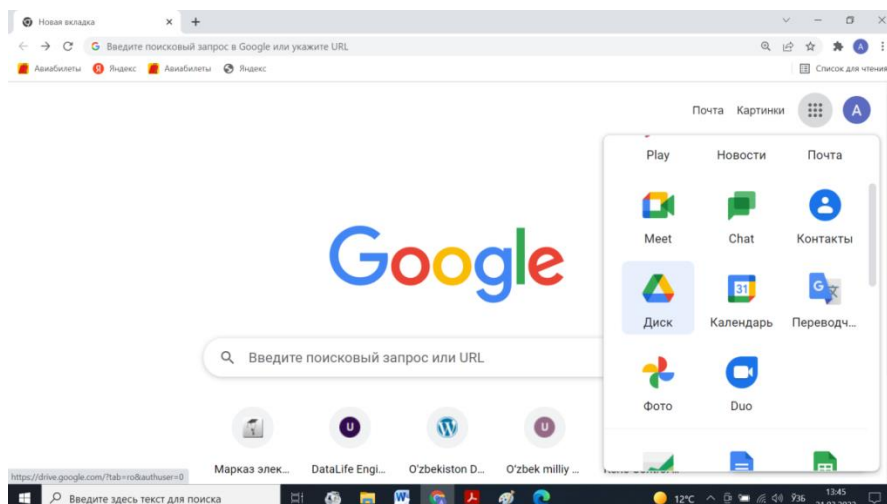 Новая вкладка
Введите поисковый запрос в Google или укажите URL
Авиабилеты Яндекс Авиабилеты Яндекс
Список для чтения
Почта Картинки A
Play Новости Почта
Meet Chat Контакты
Google
Диск Календарь Переводч...
Введите поисковый запрос или URL
Фото Duo
Марказ элек... DataLife Engi... O'zbekiston D... O'zbek milliy ...
https://drive.google.com/?tab=ro&authuser=0
Введите здесь текст для поиска
12°C
ЎЗБ
13:45